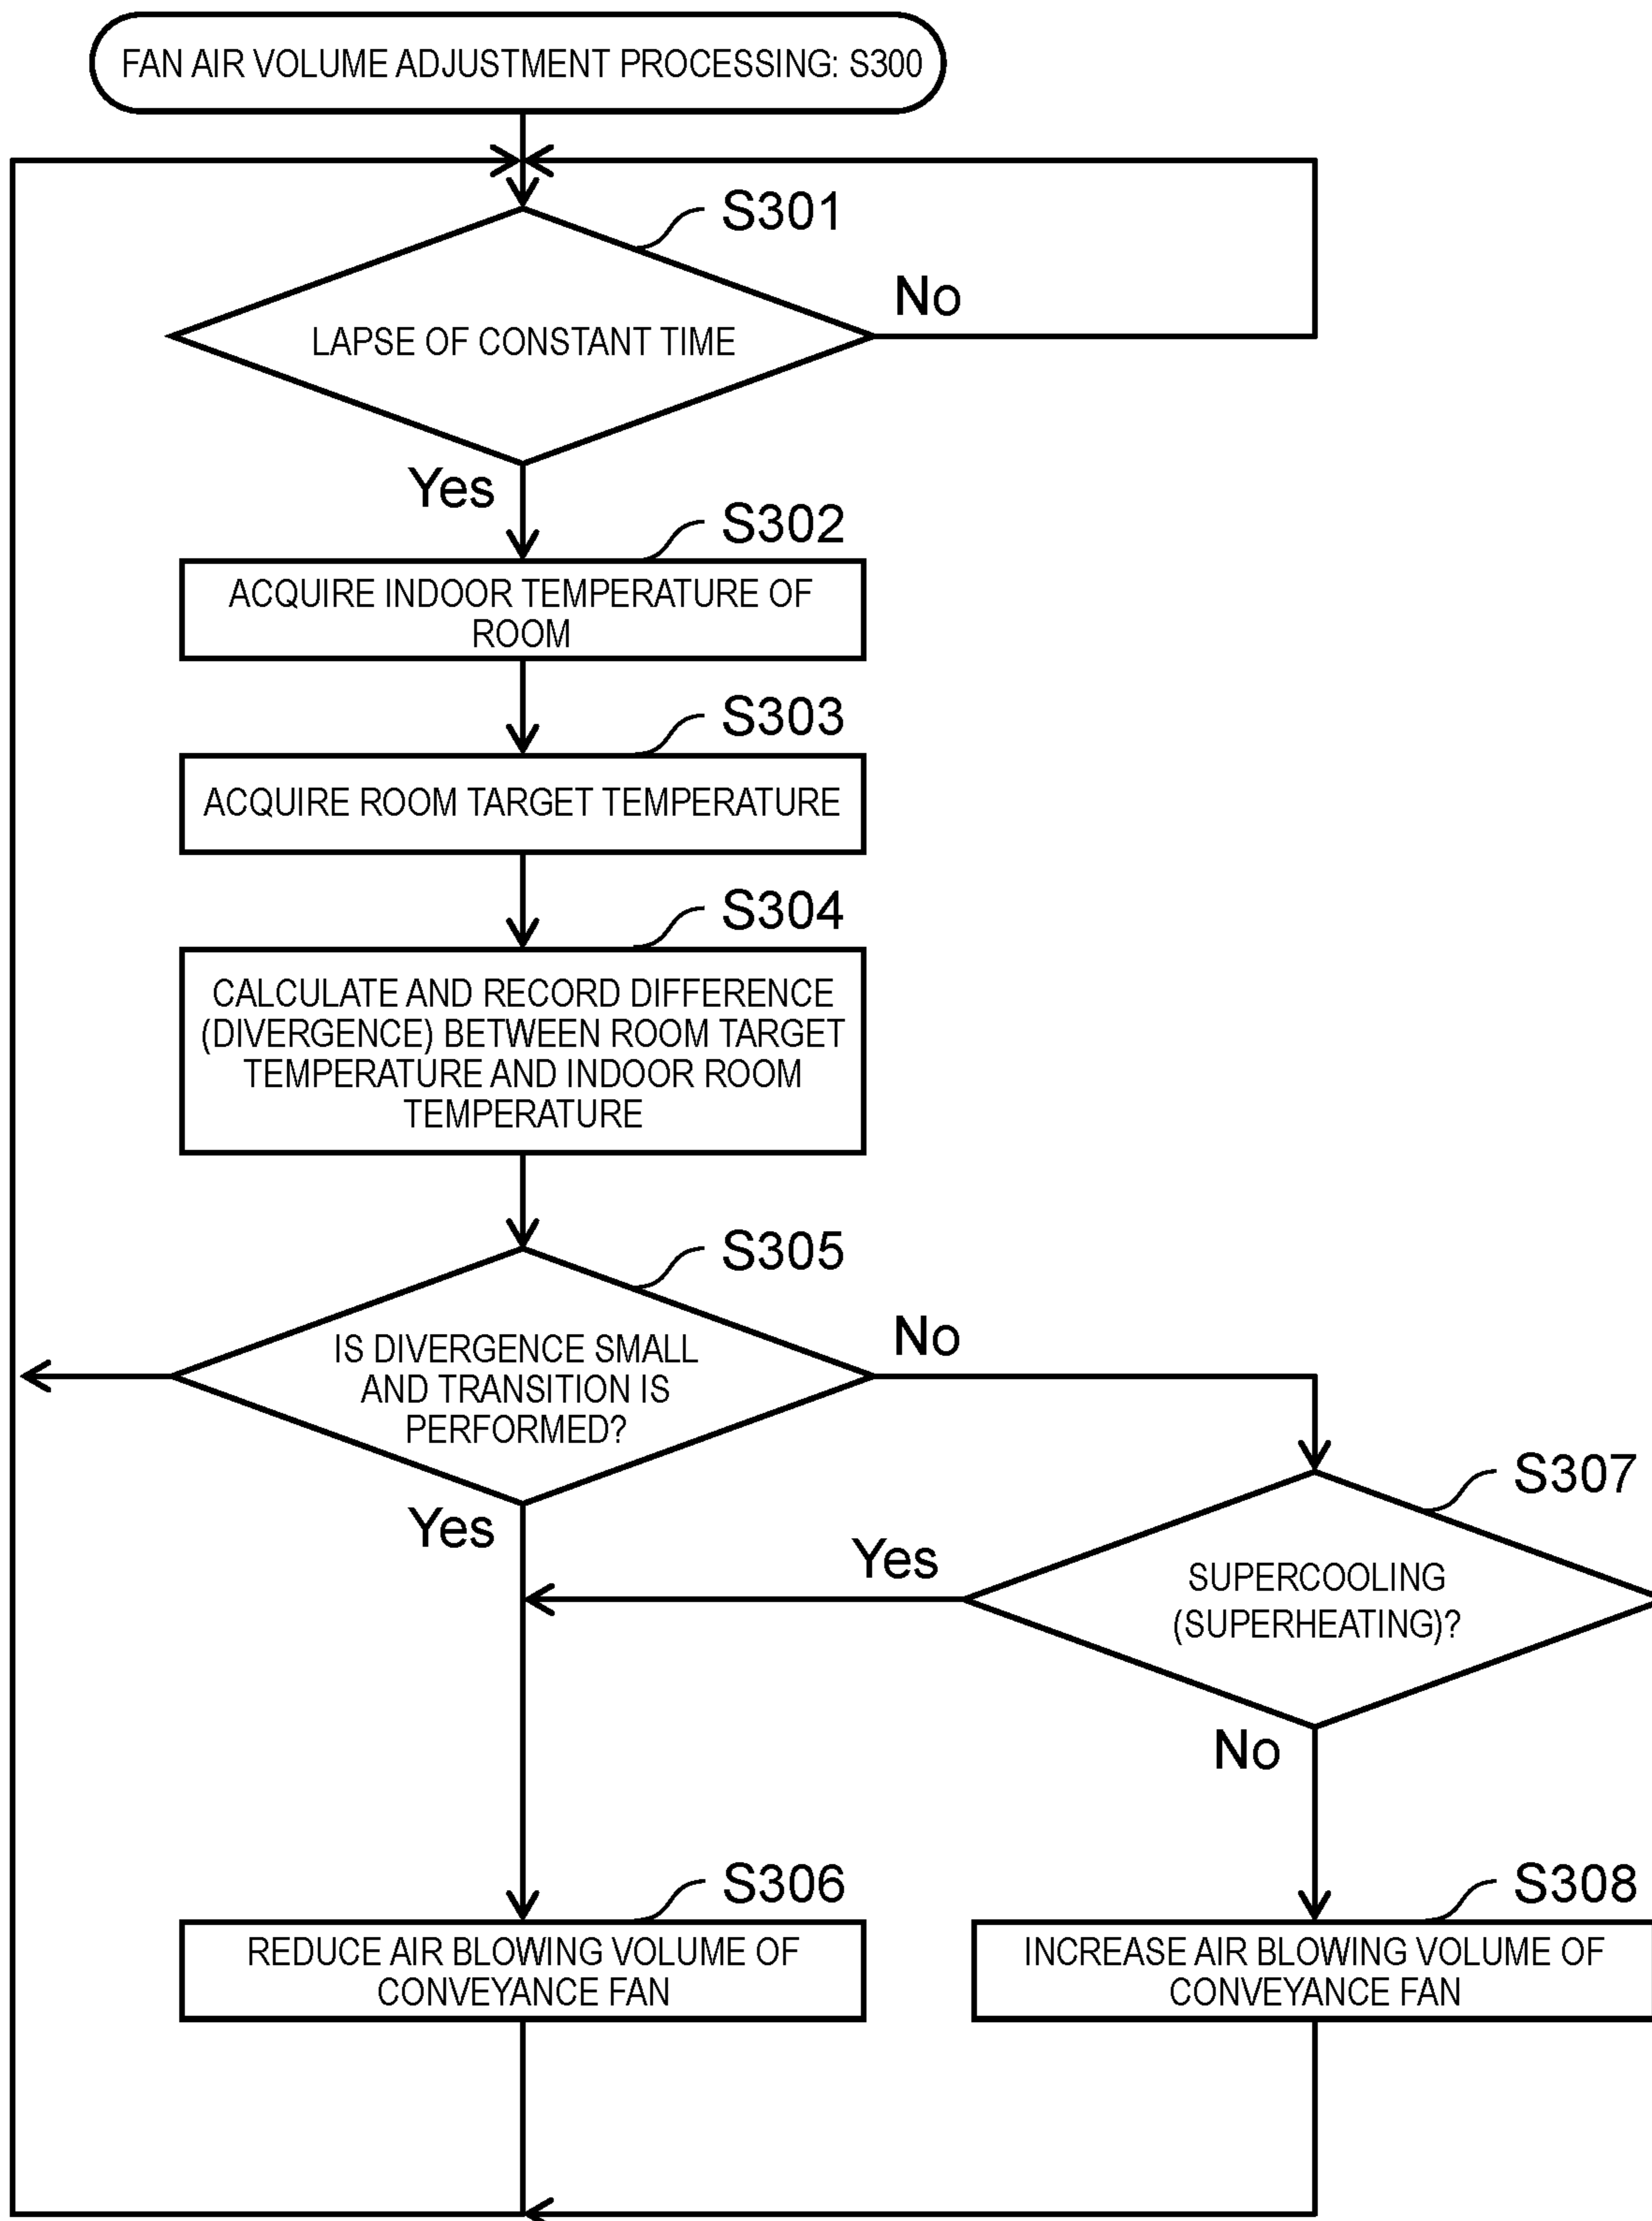 FAN AIR VOLUME ADJUSTMENT PROCESSING: S300
S301
LAPSE OF CONSTANT TIME
No
Yes
S302
ACQUIRE INDOOR TEMPERATURE OF
ROOM
S303
ACQUIRE ROOM TARGET TEMPERATURE
S304
CALCULATE AND RECORD DIFFERENCE
(DIVERGENCE) BETWEEN ROOM TARGET
TEMPERATURE AND INDOOR ROOM
TEMPERATURE
S305
IS DIVERGENCE SMALL
AND TRANSITION IS
PERFORMED?
No
Yes
S307
SUPERCOOLING
(SUPERHEATING)?
Yes
No
S306
REDUCE AIR BLOWING VOLUME OF
CONVEYANCE FAN
S308
INCREASE AIR BLOWING VOLUME OF
CONVEYANCE FAN